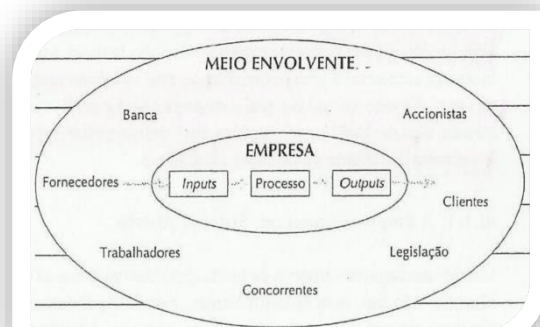 MEIO ENVOLVENTE
Banca
Accionistas
EMPRESA
Fornecedores
Inputs
Processo
Outputs
Clientes
Trabalhadores
Legislação
Concorrentes